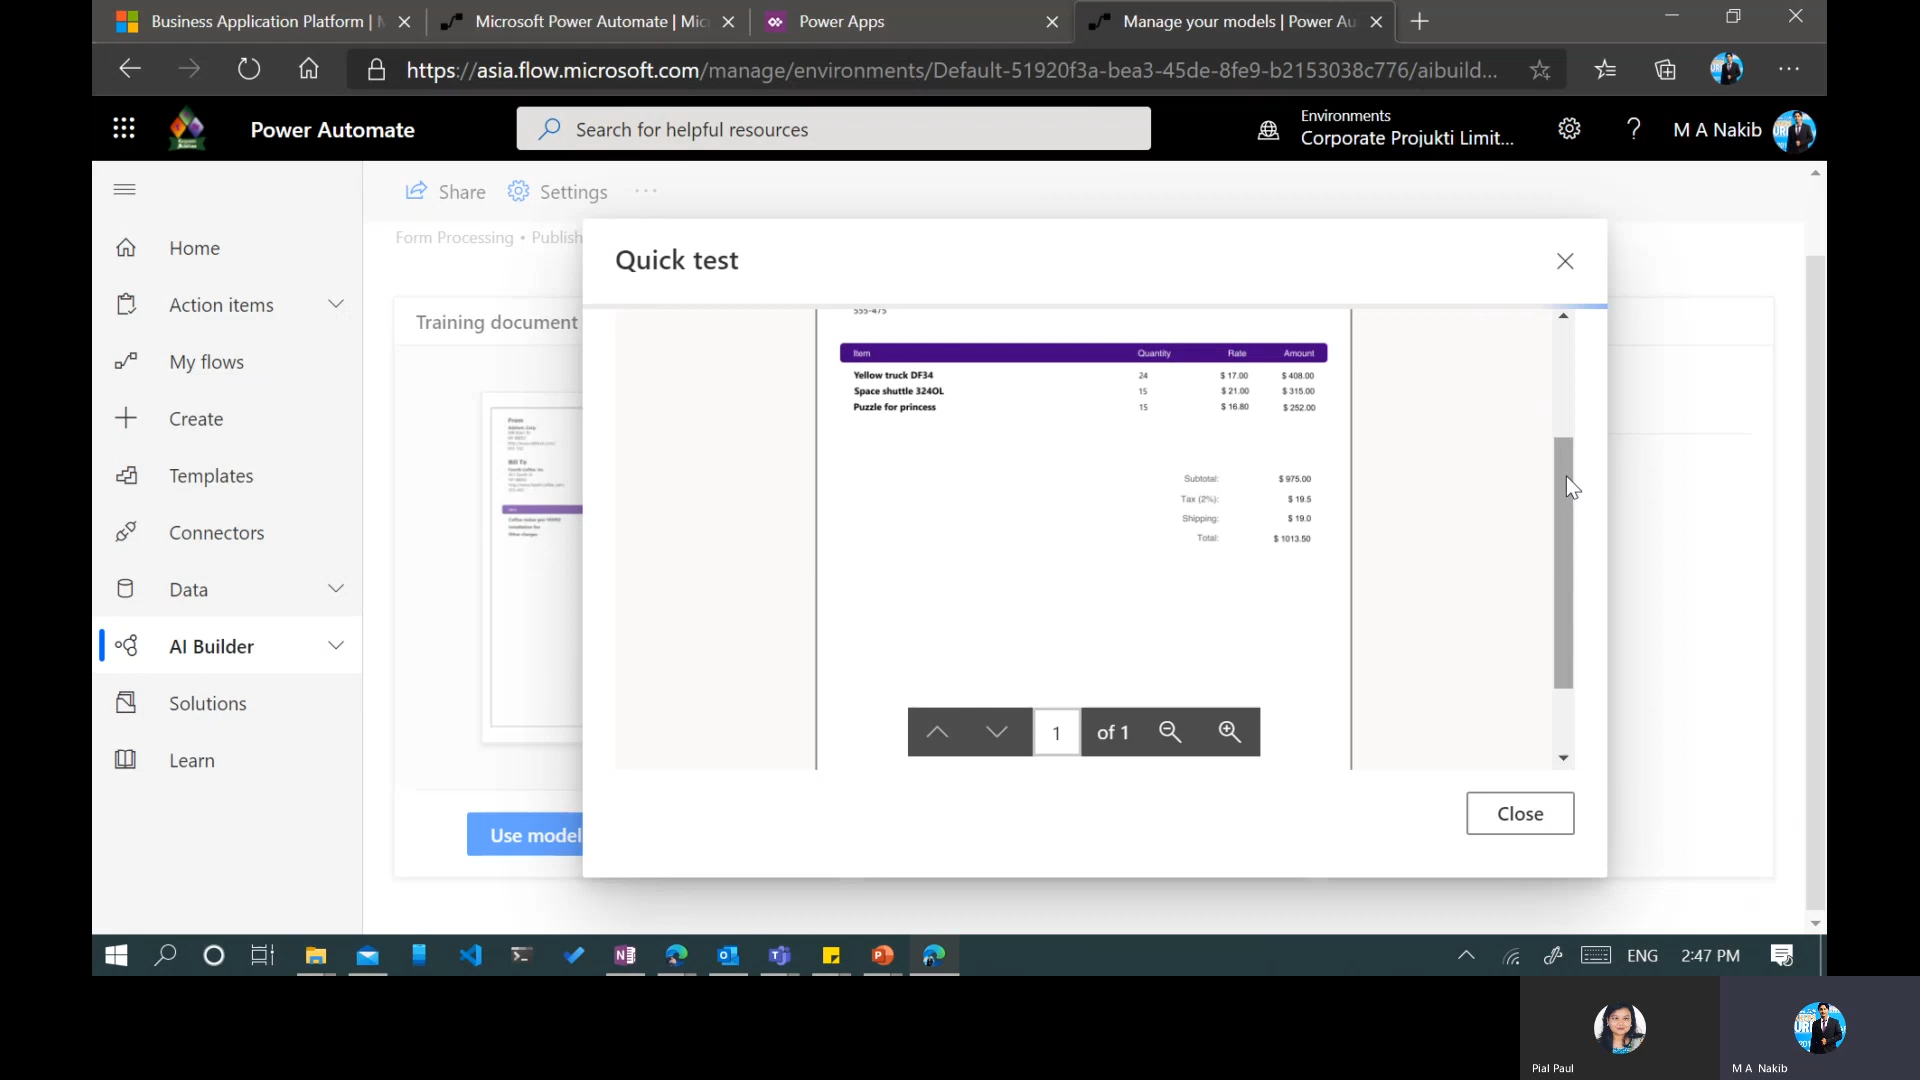 Business Application Platform | M
Microsoft Power Automate | Mic
Power Apps
Manage your models | Power Au
https://asia.flow.microsoft.com/manage/environments/Default-51920f3a-bea3-45de-8fe9-b2153038c776/aibuild...
Power Automate
Search for helpful resources
Environments
Corporate Projukti Limit...
M A Nakib
Share
Settings
Form Processing • Publish
Home
Action items
My flows
Create
Templates
Connectors
Data
AI Builder
Solutions
Learn
Training document
From
Bill To
Use model
Quick test
555-475
Item Quantity Rate Amount
Yellow truck DF34 24 $ 17.00 $ 408.00
Space shuttle 324OL 15 $ 21.00 $ 315.00
Puzzle for princess 15 $ 16.80 $ 252.00
Subtotal: $ 975.00
Tax (2%): $ 19.5
Shipping: $ 19.0
Total: $ 1013.50
1 of 1
Close
ENG
2:47 PM
Pial Paul
M A Nakib